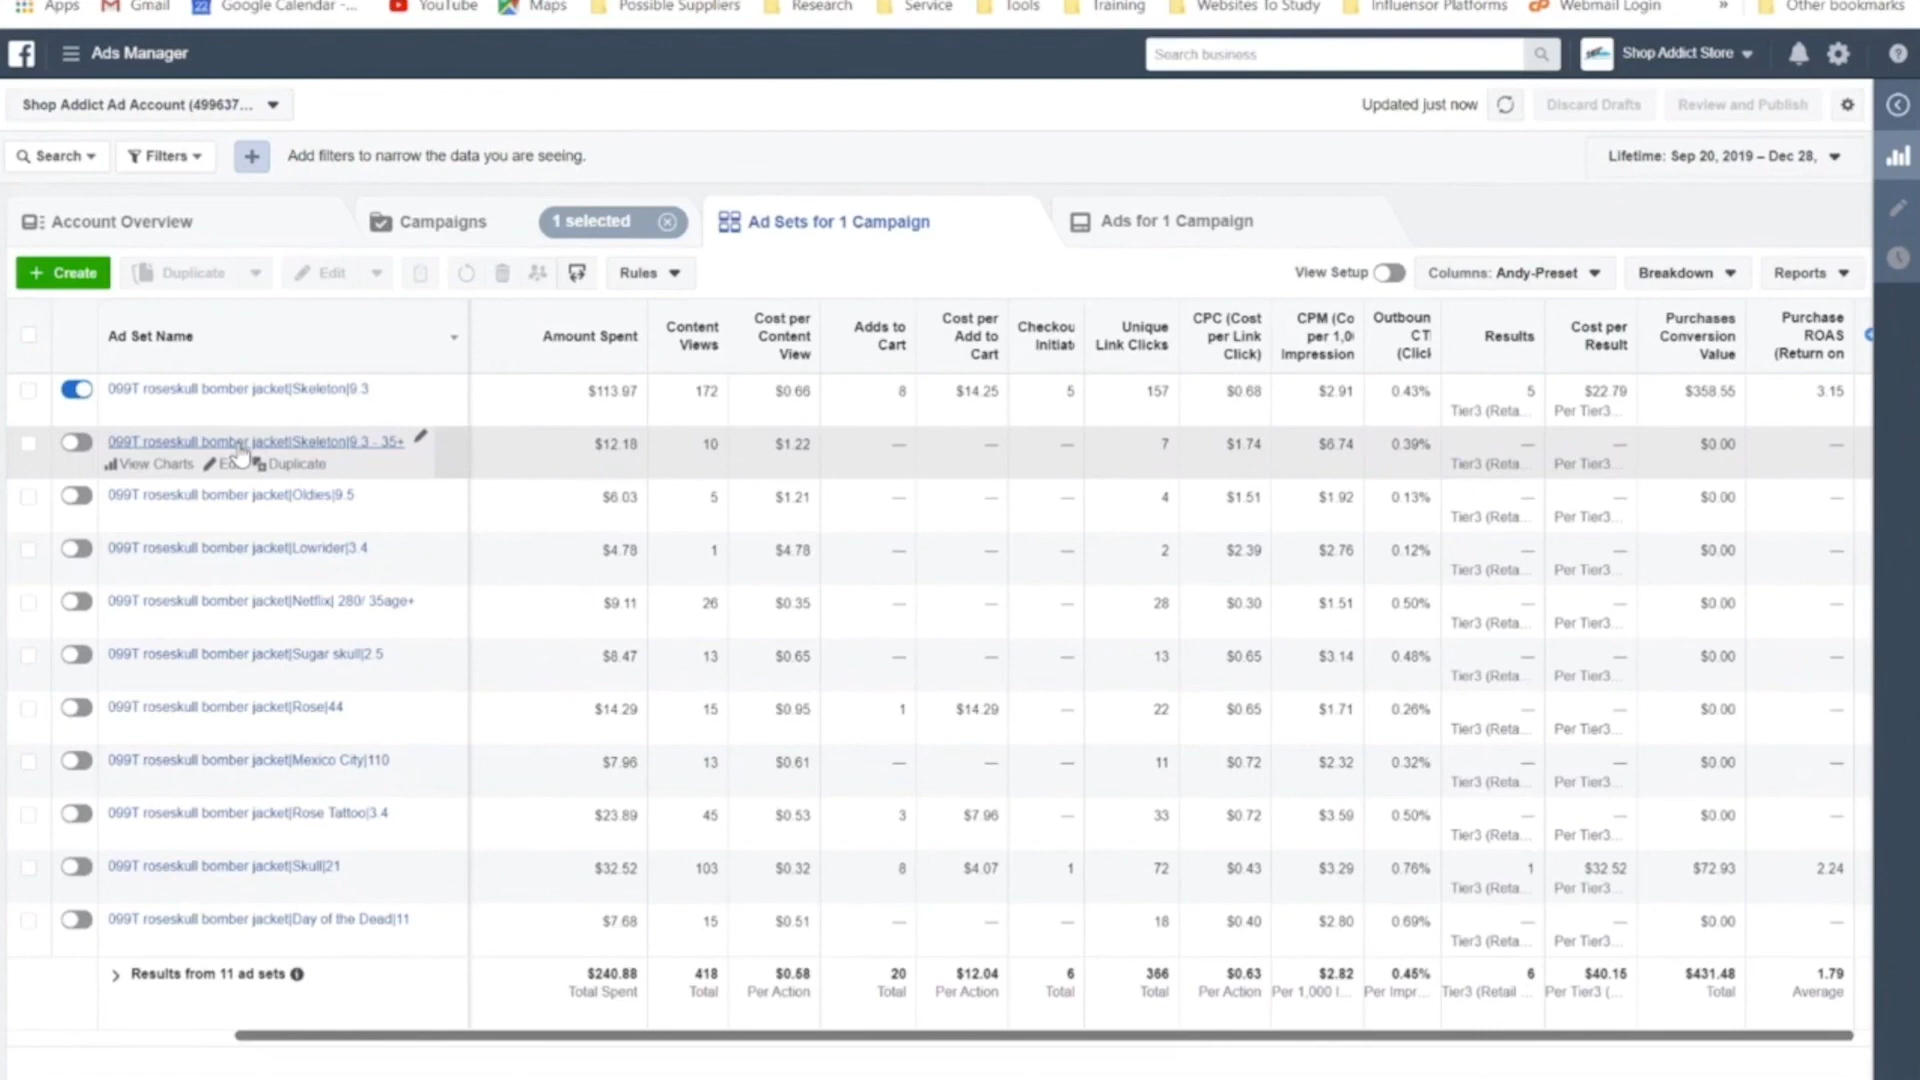 Apps Gmail 22 Google Calendar -... YouTube Maps Possible Suppliers Research Service Tools Training Websites To Study Influensor Platforms Webmail Login » Other bookmarks
Ads Manager Search business Shop Addict Store
Shop Addict Ad Account (499637... Updated just now Discard Drafts Review and Publish
Search Filters + Add filters to narrow the data you are seeing. Lifetime: Sep 20, 2019 – Dec 28,
Account Overview Campaigns 1 selected Ad Sets for 1 Campaign Ads for 1 Campaign
+ Create Duplicate Edit Rules View Setup Columns: Andy-Preset Breakdown Reports
Ad Set Name Amount Spent Content Views Cost per Content View Adds to Cart Cost per Add to Cart Checkou Initiat Unique Link Clicks CPC (Cost per Link Click) CPM (Co per 1,0 Impression Outboun CT (Click Results Cost per Result Purchases Conversion Value Purchase ROAS (Return on
099T roseskull bomber jacket|Skeleton|9.3 $113.97 172 $0.66 8 $14.25 5 157 $0.68 $2.91 0.43% 5 $22.79 $358.55 3.15
Tier3 (Reta... Per Tier3...
099T roseskull bomber jacket|Skeleton|9.3 - 35+ $12.18 10 $1.22 — — — 7 $1.74 $6.74 0.39% — — $0.00 —
View Charts Duplicate Tier3 (Reta... Per Tier3...
099T roseskull bomber jacket|Oldies|9.5 $6.03 5 $1.21 — — — 4 $1.51 $1.92 0.13% — — $0.00 —
Tier3 (Reta... Per Tier3...
099T roseskull bomber jacket|Lowrider|3.4 $4.78 1 $4.78 — — — 2 $2.39 $2.76 0.12% — — $0.00 —
Tier3 (Reta... Per Tier3...
099T roseskull bomber jacket|Netflix| 280/ 35age+ $9.11 26 $0.35 — — — 28 $0.30 $1.51 0.50% — — $0.00 —
Tier3 (Reta... Per Tier3...
099T roseskull bomber jacket|Sugar skull|2.5 $8.47 13 $0.65 — — — 13 $0.65 $3.14 0.48% — — $0.00 —
Tier3 (Reta... Per Tier3...
099T roseskull bomber jacket|Rose|44 $14.29 15 $0.95 1 $14.29 — 22 $0.65 $1.71 0.26% — — $0.00 —
Tier3 (Reta... Per Tier3...
099T roseskull bomber jacket|Mexico City|110 $7.96 13 $0.61 — — — 11 $0.72 $2.32 0.32% — — $0.00 —
Tier3 (Reta... Per Tier3...
099T roseskull bomber jacket|Rose Tattoo|3.4 $23.89 45 $0.53 3 $7.96 — 33 $0.72 $3.59 0.50% — — $0.00 —
Tier3 (Reta... Per Tier3...
099T roseskull bomber jacket|Skull|21 $32.52 103 $0.32 8 $4.07 1 72 $0.43 $3.29 0.76% 1 $32.52 $72.93 2.24
Tier3 (Reta... Per Tier3...
099T roseskull bomber jacket|Day of the Dead|11 $7.68 15 $0.51 — — — 18 $0.40 $2.80 0.69% — — $0.00 —
Tier3 (Reta... Per Tier3...
Results from 11 ad sets $240.88 418 $0.58 20 $12.04 6 366 $0.63 $2.82 0.45% 6 $40.15 $431.48 1.79
Total Spent Total Per Action Total Per Action Total Total Per Action Per 1,000 I... Per Impr... Tier3 (Retail ... Per Tier3 (... Total Average